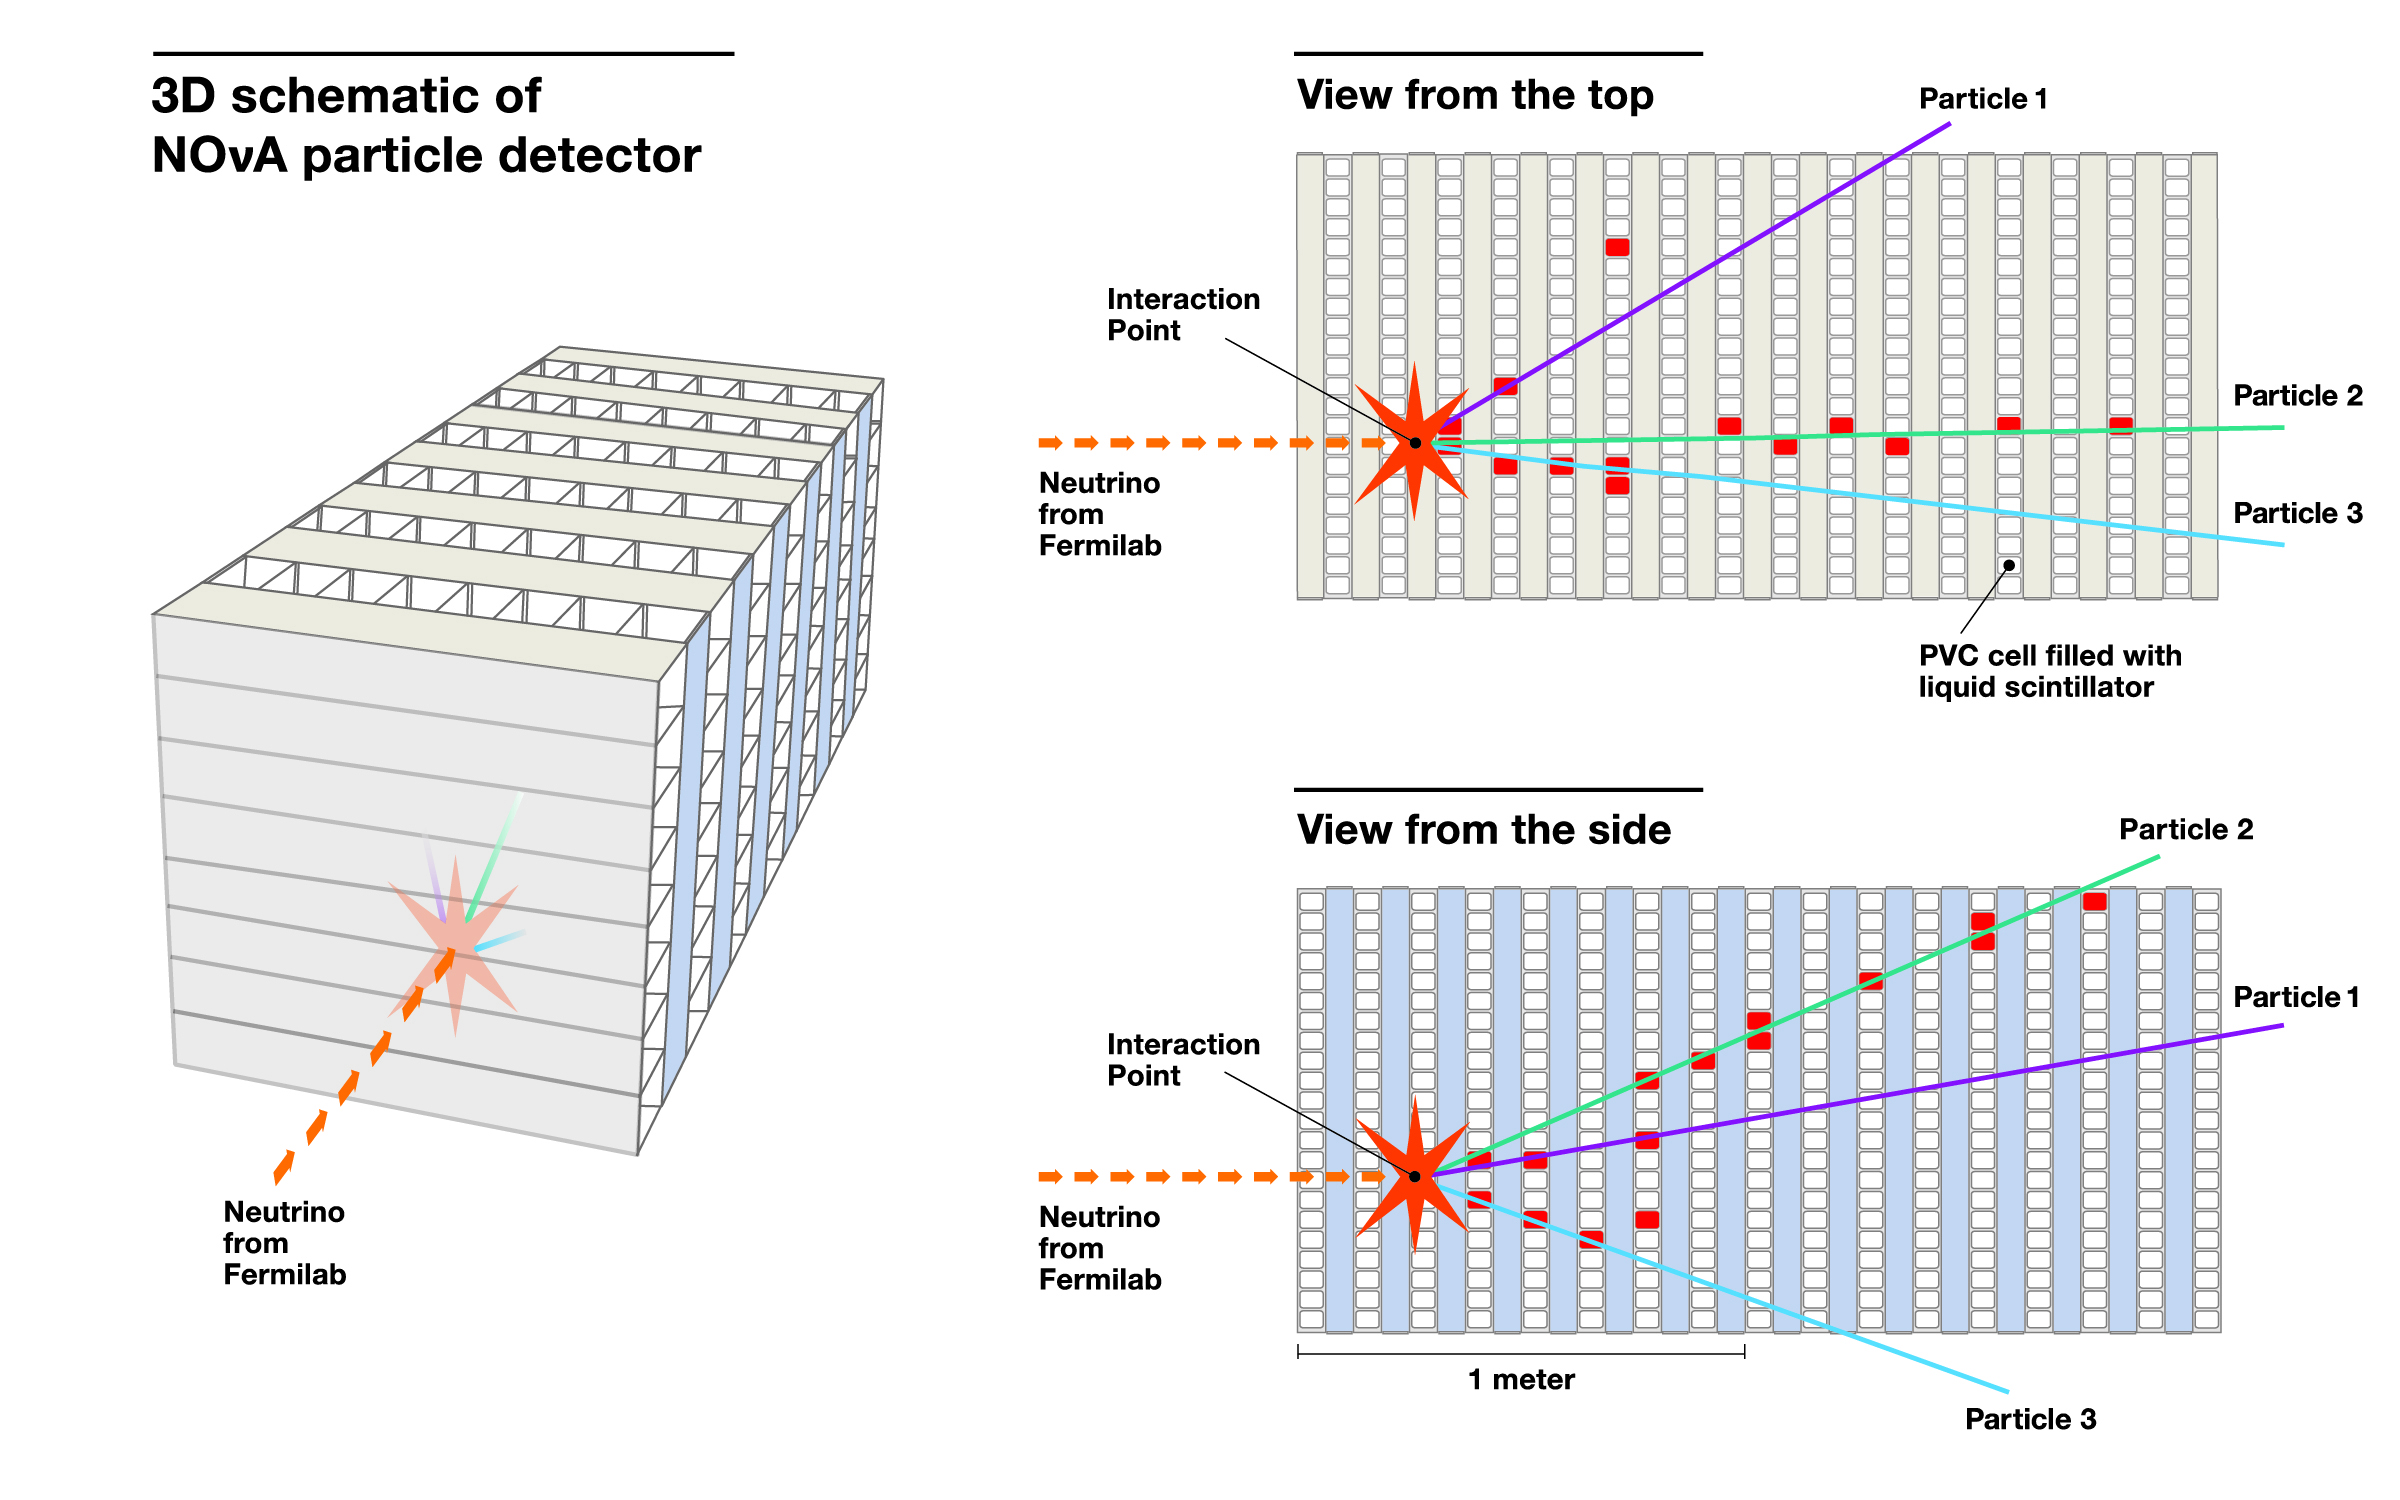 3D schematic of
NOνA particle detector
Neutrino
from
Fermilab
View from the top
Particle 1
Interaction
Point
Particle 2
Neutrino
from
Fermilab
Particle 3
PVC cell filled with
liquid scintillator
View from the side
Particle 2
Particle 1
Interaction
Point
Neutrino
from
Fermilab
1 meter
Particle 3